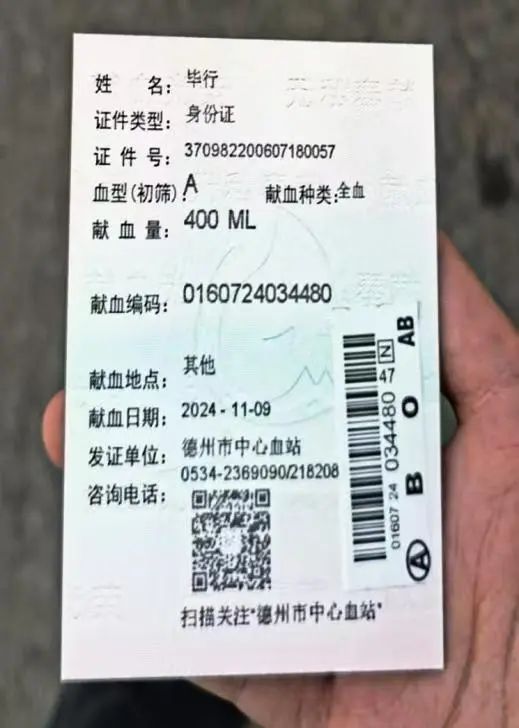 姓 名: 毕行
证件类型: 身份证
证 件 号: 370982200607180057
血型(初筛): A 献血种类: 全血
献 血 量: 400 ML
献血编码: 0160724034480
献血地点: 其他
献血日期: 2024-11-09
发证单位: 德州市中心血站
咨询电话: 0534-2369090/218208
扫描关注"德州市中心血站"
01607 24 034480 47 N
A B O AB